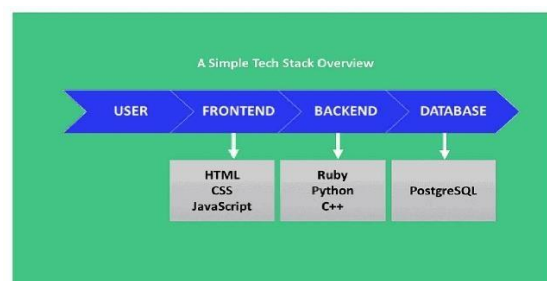 A Simple Tech Stack Overview
USER FRONTEND BACKEND DATABASE
HTML
CSS
JavaScript
Ruby
Python
C++
PostgreSQL